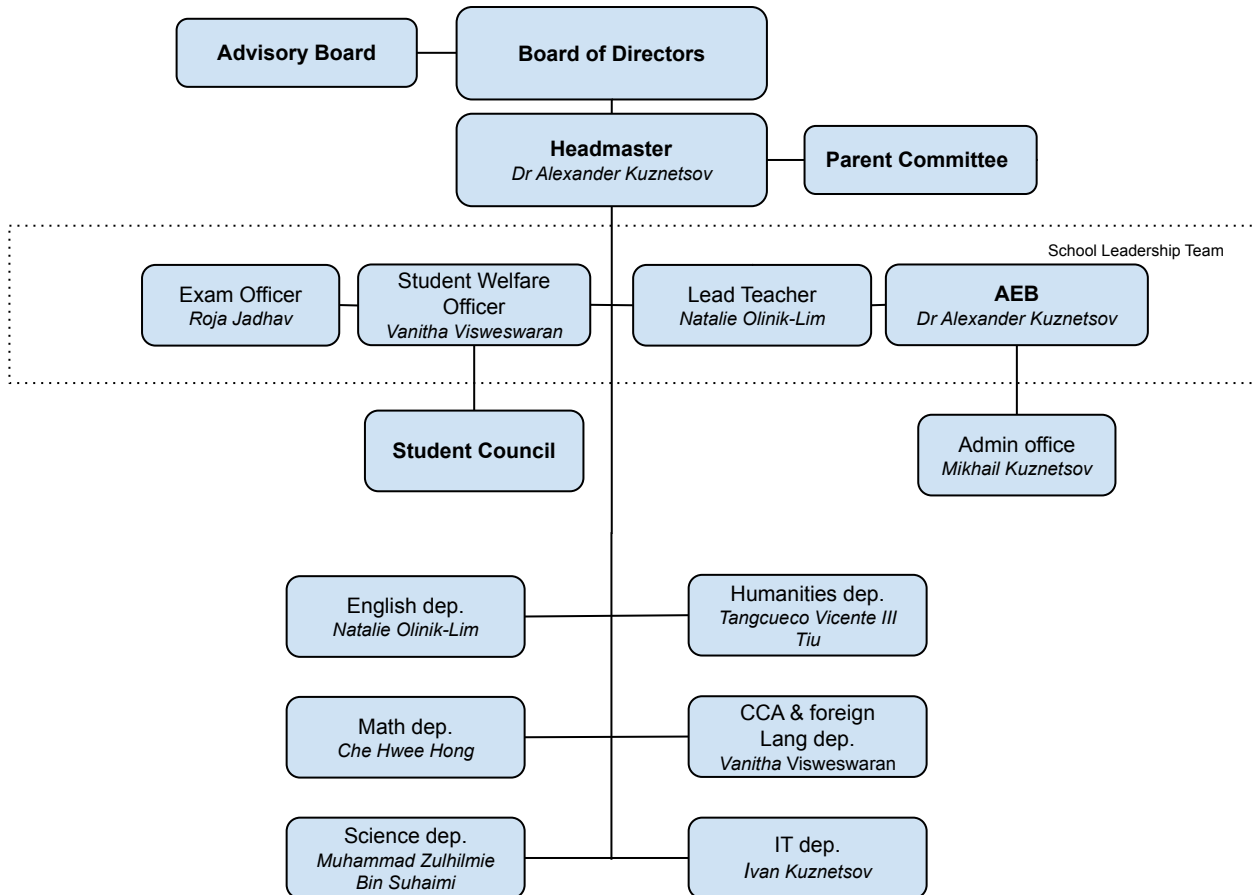 Advisory Board
Board of Directors
Headmaster
Dr Alexander Kuznetsov
Parent Committee
School Leadership Team
Exam Officer
Roja Jadhav
Student Welfare
Officer
Vanitha Visweswaran
Lead Teacher
Natalie Olinik-Lim
AEB
Dr Alexander Kuznetsov
Student Council
Admin office
Mikhail Kuznetsov
English dep.
Natalie Olinik-Lim
Humanities dep.
Tangcueco Vicente III
Tiu
Math dep.
Che Hwee Hong
CCA & foreign
Lang dep.
Vanitha Visweswaran
Science dep.
Muhammad Zulhilmie
Bin Suhaimi
IT dep.
Ivan Kuznetsov